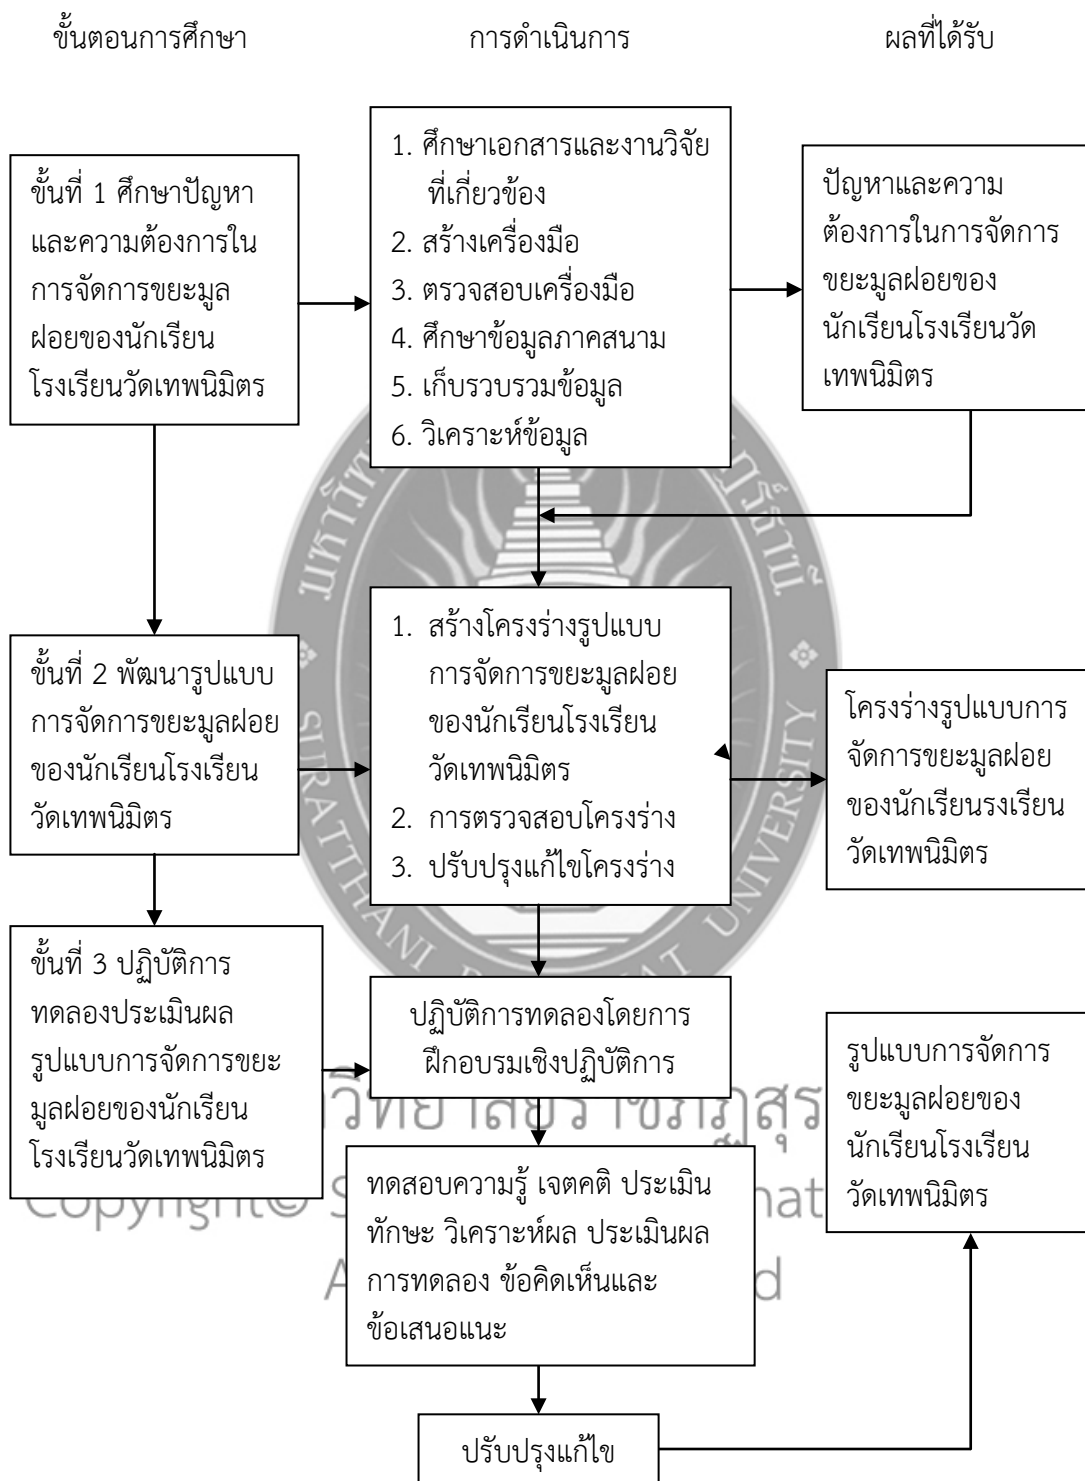 ขั้นตอนการศึกษา
การดำเนินการ
ผลที่ได้รับ
ขั้นที่ 1 ศึกษาปัญหา
และความต้องการใน
การจัดการขยะมูล
ฝอยของนักเรียน
โรงเรียนวัดเทพนิมิตร
1. ศึกษาเอกสารและงานวิจัย
ที่เกี่ยวข้อง
2. สร้างเครื่องมือ
3. ตรวจสอบเครื่องมือ
4. ศึกษาข้อมูลภาคสนาม
5. เก็บรวบรวมข้อมูล
6. วิเคราะห์ข้อมูล
ปัญหาและความ
ต้องการในการจัดการ
ขยะมูลฝอยของ
นักเรียนโรงเรียนวัด
เทพนิมิตร
ขั้นที่ 2 พัฒนารูปแบบ
การจัดการขยะมูลฝอย
ของนักเรียนโรงเรียน
วัดเทพนิมิตร
1. สร้างโครงร่างรูปแบบ
การจัดการขยะมูลฝอย
ของนักเรียนโรงเรียน
วัดเทพนิมิตร
2. การตรวจสอบโครงร่าง
3. ปรับปรุงแก้ไขโครงร่าง
โครงร่างรูปแบบการ
จัดการขยะมูลฝอย
ของนักเรียนรงเรียน
วัดเทพนิมิตร
ขั้นที่ 3 ปฏิบัติการ
ทดลองประเมินผล
รูปแบบการจัดการขยะ
มูลฝอยของนักเรียน
โรงเรียนวัดเทพนิมิตร
ปฏิบัติการทดลองโดยการ
ฝึกอบรมเชิงปฏิบัติการ
รูปแบบการจัดการ
ขยะมูลฝอยของ
นักเรียนโรงเรียน
วัดเทพนิมิตร
ทดสอบความรู้ เจตคติ ประเมิน
ทักษะ วิเคราะห์ผล ประเมินผล
การทดลอง ข้อคิดเห็นและ
ข้อเสนอแนะ
ปรับปรุงแก้ไข
SURATTHANI
UNIVERSITY
Copyright©